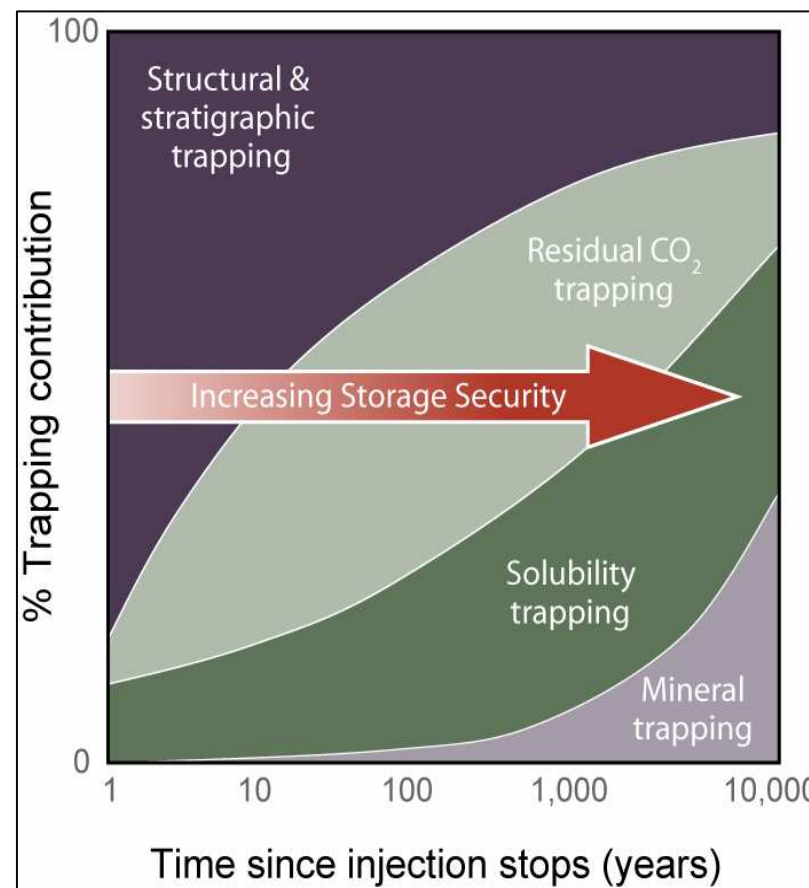 100
Structural &
stratigraphic
trapping
Residual CO₂
trapping
Increasing Storage Security
Solubility
trapping
Mineral
trapping
% Trapping contribution
0
1 10 100 1,000 10,000
Time since injection stops (years)